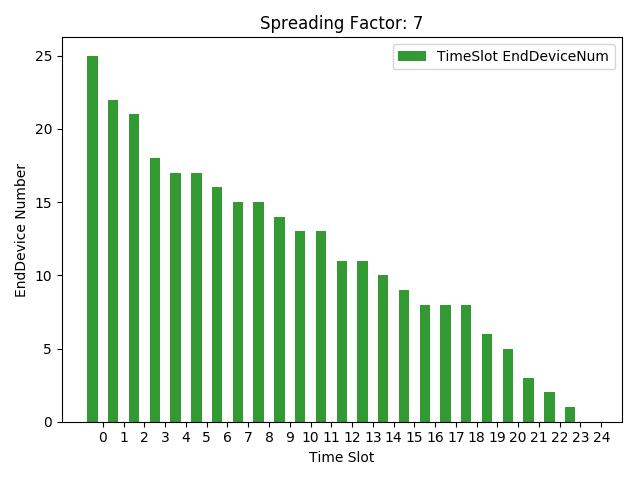 Spreading Factor: 7
TimeSlot EndDeviceNum
EndDevice Number
25
20
15
10
5
0
0 1 2 3 4 5 6 7 8 9 10 11 12 13 14 15 16 17 18 19 20 21 22 23 24
Time Slot